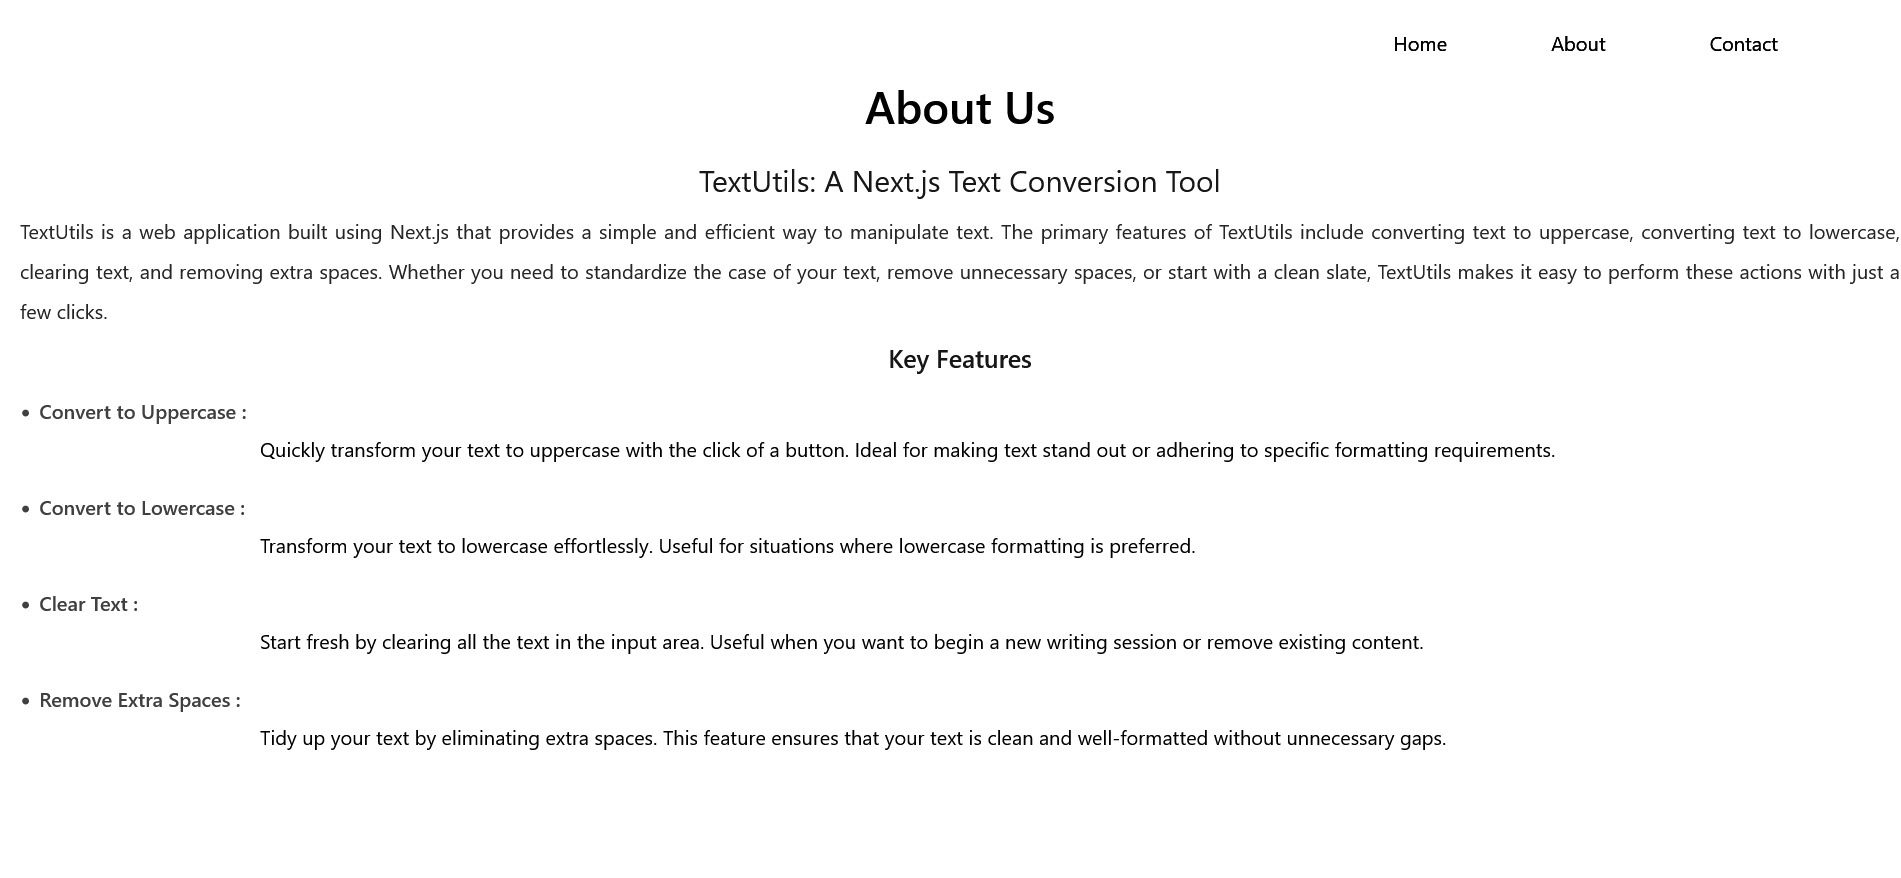 Home About Contact
About Us
TextUtils: A Next.js Text Conversion Tool
TextUtils is a web application built using Next.js that provides a simple and efficient way to manipulate text. The primary features of TextUtils include converting text to uppercase, converting text to lowercase,
clearing text, and removing extra spaces. Whether you need to standardize the case of your text, remove unnecessary spaces, or start with a clean slate, TextUtils makes it easy to perform these actions with just a
few clicks.
Key Features
• Convert to Uppercase :
Quickly transform your text to uppercase with the click of a button. Ideal for making text stand out or adhering to specific formatting requirements.
• Convert to Lowercase :
Transform your text to lowercase effortlessly. Useful for situations where lowercase formatting is preferred.
• Clear Text :
Start fresh by clearing all the text in the input area. Useful when you want to begin a new writing session or remove existing content.
• Remove Extra Spaces :
Tidy up your text by eliminating extra spaces. This feature ensures that your text is clean and well-formatted without unnecessary gaps.